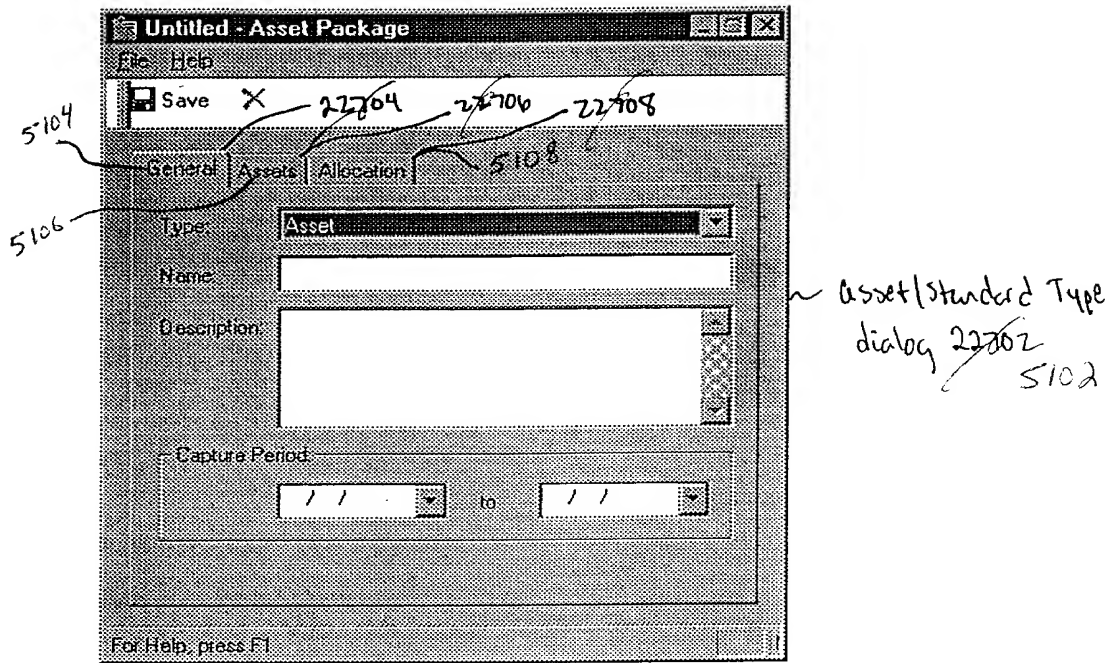 Untitled - Asset Package
File Help
Save 22704 22706 22708
5104
General Assets Allocation 5108
5106
Type: Asset
Name:
Description:
asset/Standard Type
dialog 22702
5102
Capture Period:
/ / to / /
For Help, press F1